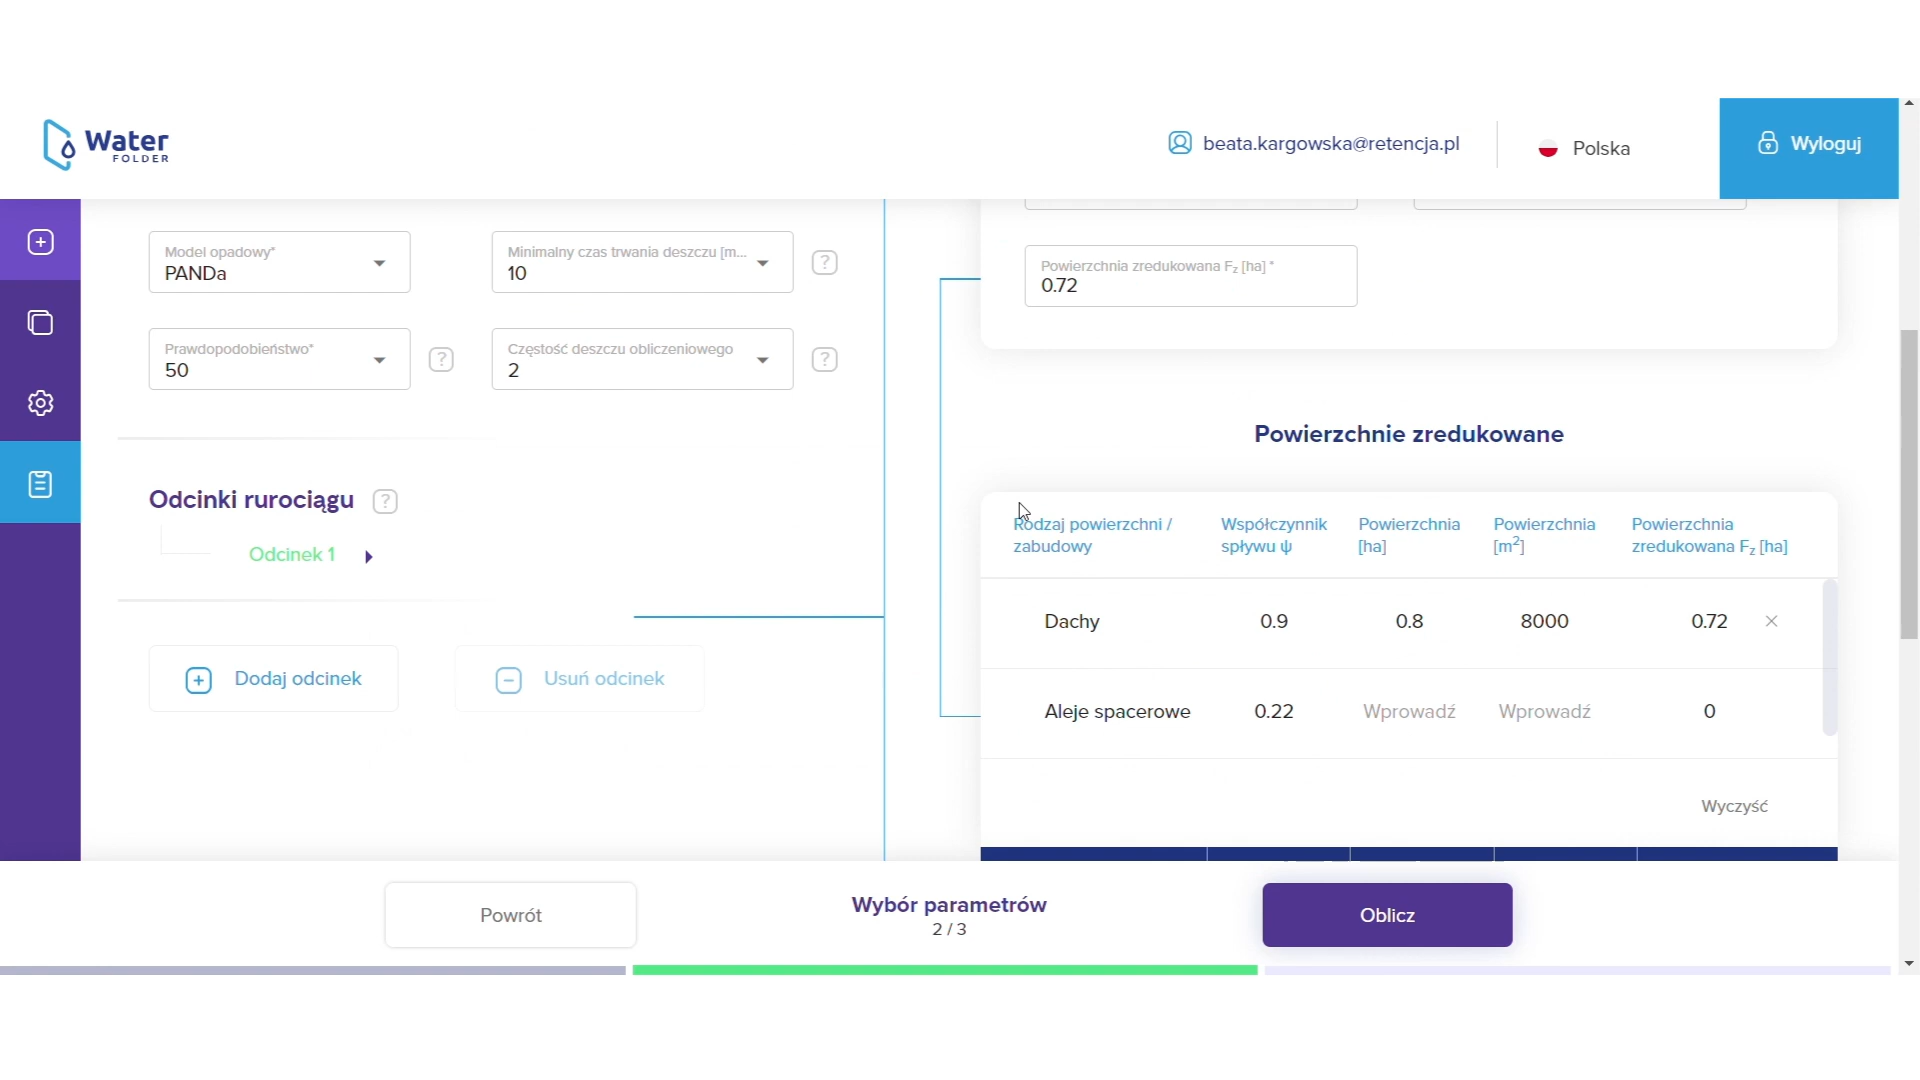 Water
FOLDER
beata.kargowska@retencja.pl
Polska
Wyloguj
Model opadowy*
PANDa
Minimalny czas trwania deszczu [m...
10
?
Prawdopodobieństwo*
50
?
Częstość deszczu obliczeniowego
2
?
Odcinki rurociągu ?
Odcinek 1
Dodaj odcinek
Usuń odcinek
Powierzchnia zredukowana Fz [ha] *
0.72
Powierzchnie zredukowane
Rodzaj powierzchni / zabudowy
Współczynnik spływu ψ
Powierzchnia [ha]
Powierzchnia [m²]
Powierzchnia zredukowana Fz [ha]
Dachy 0.9 0.8 8000 0.72 ×
Aleje spacerowe 0.22 Wprowadź Wprowadź 0
Wyczyść
Powrót
Wybór parametrów
2 / 3
Oblicz